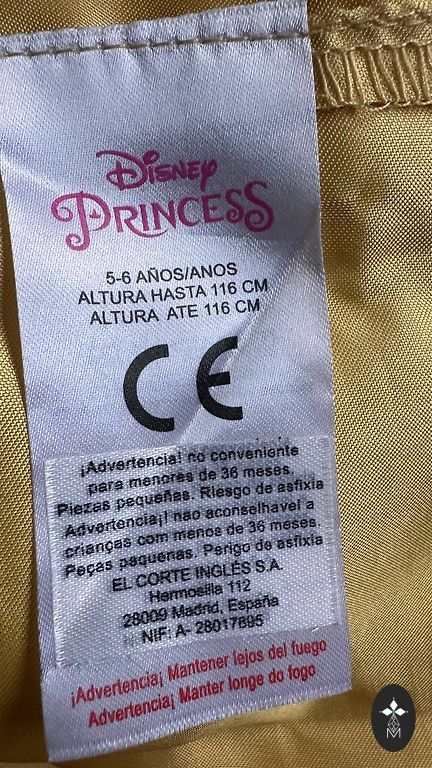 Disney
PRINCESS
5-6 AÑOS/ANOS
ALTURA HASTA 116 CM
ALTURA ATE 116 CM
CE
¡Advertencia! no conveniente
para menores de 36 meses.
Piezas pequeñas. Riesgo de asfixia
Advertencia¡! não aconselhavel a
crianças com menos de 36 meses.
Peças pequenas. Perigo de asfixia
EL CORTE INGLÉS S.A.
Hermosilla 112
28009 Madrid, España
NIF: A- 28017895
¡Advertencia¡ Mantener lejos del fuego
Advertencia¡ Manter longe do fogo